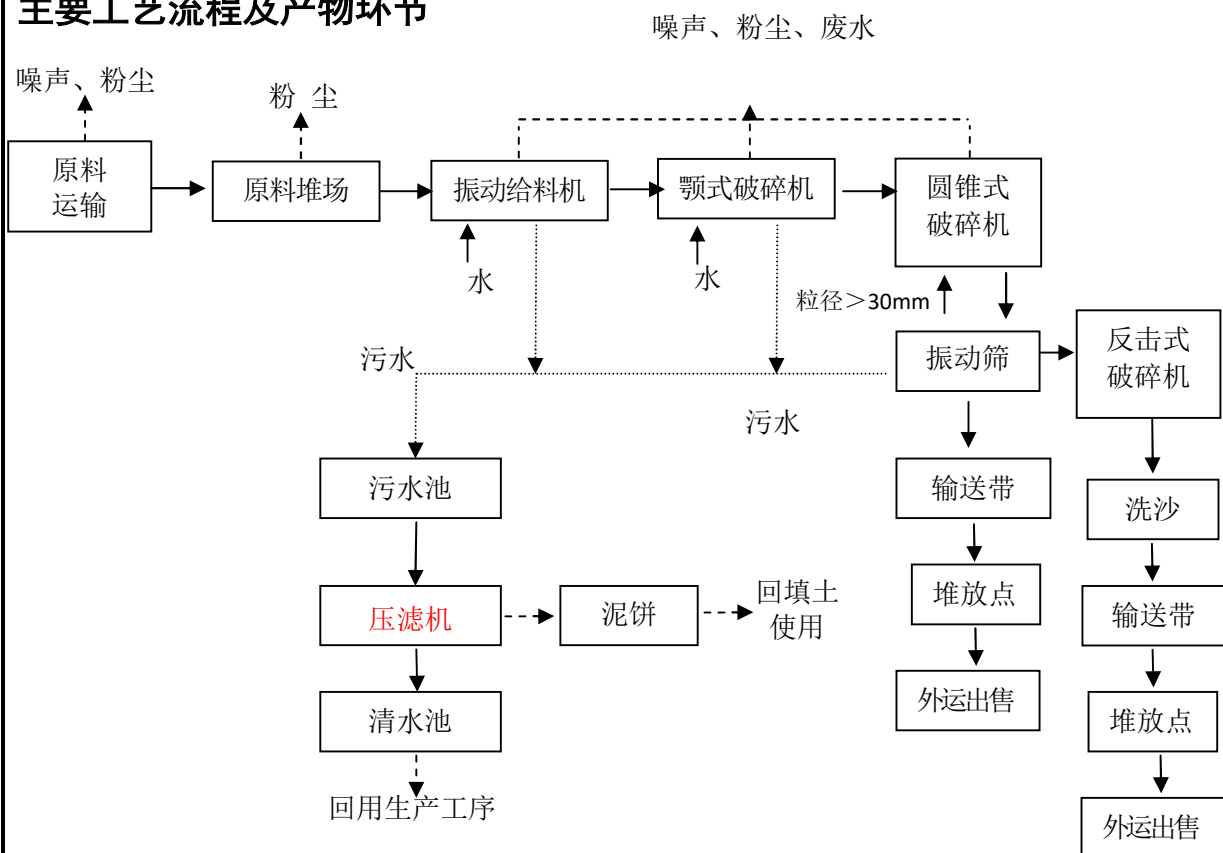 主要工艺流程及产物环节
噪声、粉尘、废水
噪声、粉尘
粉 尘
原料
运输
原料堆场
振动给料机
颚式破碎机
圆锥式
破碎机
水
水
粒径＞30mm
污水
振动筛
反击式
破碎机
污水
污水池
输送带
洗沙
压滤机
泥饼
回填土
使用
堆放点
输送带
清水池
外运出售
堆放点
回用生产工序
外运出售